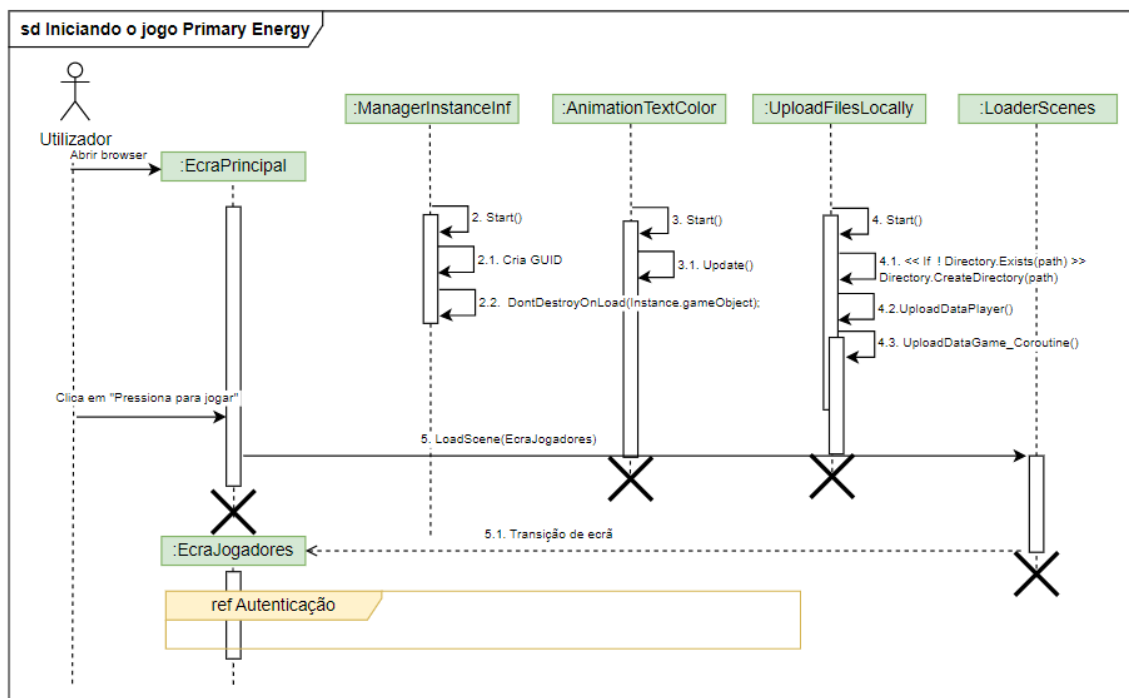 sd Iniciando o jogo Primary Energy
Utilizador
:ManagerInstanceInf
:AnimationTextColor
:UploadFilesLocally
:LoaderScenes
Abrir browser
:EcraPrincipal
2. Start()
3. Start()
4. Start()
2.1. Cria GUID
3.1. Update()
4.1. << If ! Directory.Exists(path) >>
Directory.CreateDirectory(path)
2.2. DontDestroyOnLoad(Instance.gameObject);
4.2.UploadDataPlayer()
4.3. UploadDataGame_Coroutine()
Clica em "Pressiona para jogar"
5. LoadScene(EcraJogadores)
5.1. Transição de ecrã
:EcraJogadores
ref Autenticação